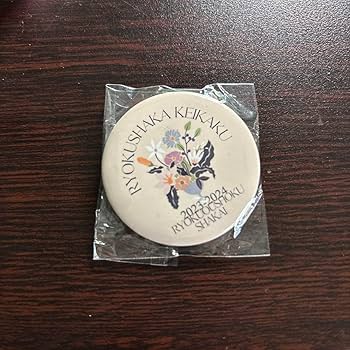 RYOKUSHAKA KEIKAKU
2023-2024
RYOKUOUSHOKU
SHAKAI